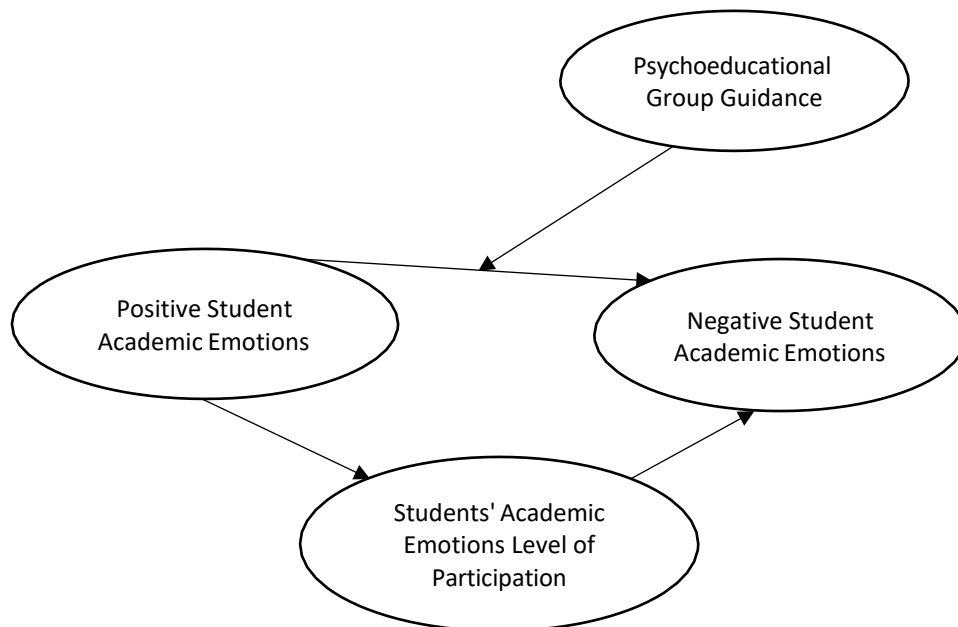 Psychoeducational
Group Guidance
Positive Student
Academic Emotions
Negative Student
Academic Emotions
Students' Academic
Emotions Level of
Participation